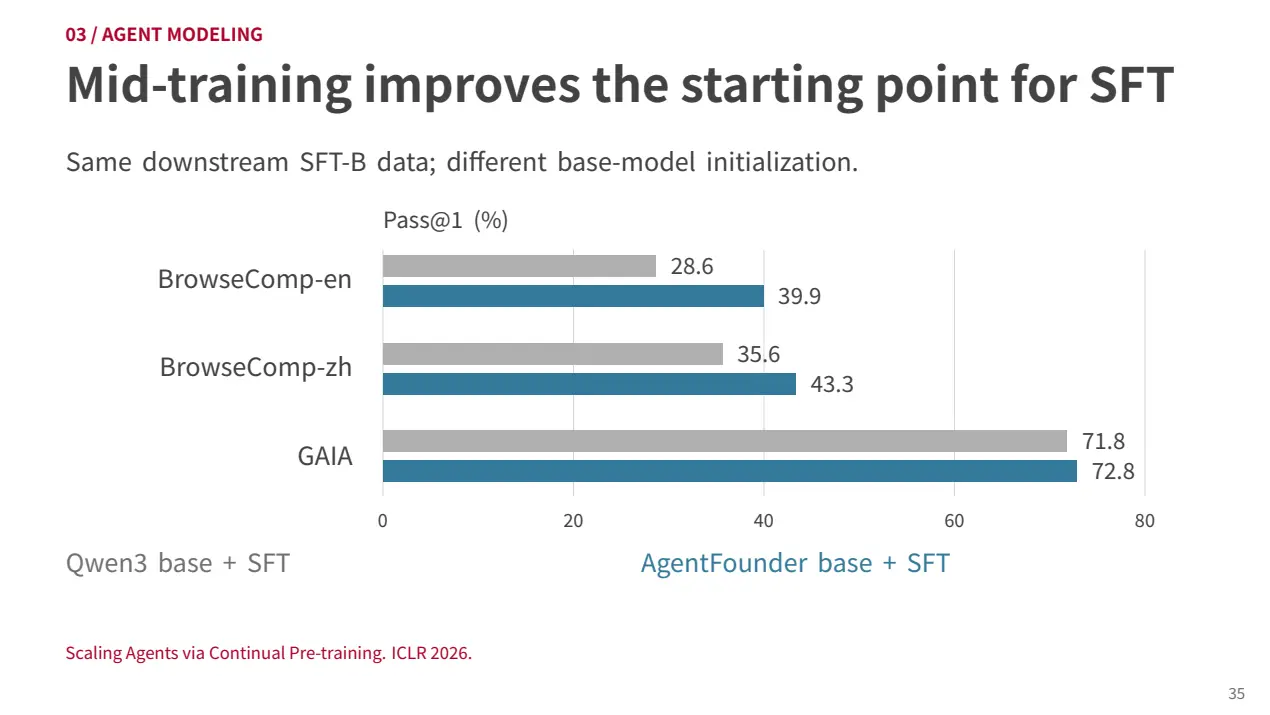 03 / AGENT MODELING
Mid-training improves the starting point for SFT
Same downstream SFT-B data; different base-model initialization.
Pass@1 (%)
BrowseComp-en
28.6
39.9
BrowseComp-zh
35.6
43.3
GAIA
71.8
72.8
0 20 40 60 80
Qwen3 base + SFT
AgentFounder base + SFT
Scaling Agents via Continual Pre-training. ICLR 2026.
35